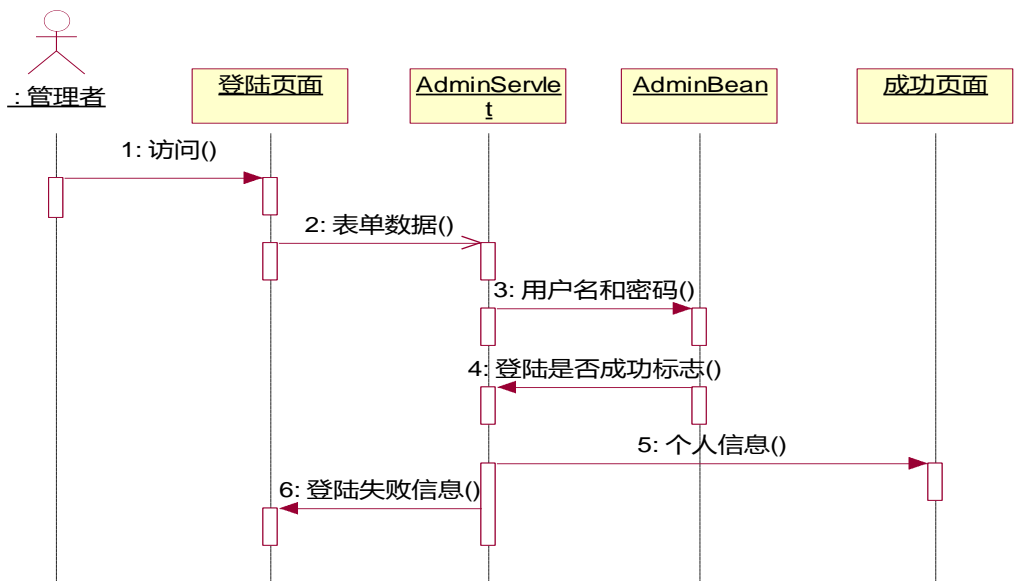 : 管理者
登陆页面
AdminServle
t
AdminBean
成功页面
1: 访问()
2: 表单数据()
3: 用户名和密码()
4: 登陆是否成功标志()
5: 个人信息()
6: 登陆失败信息()